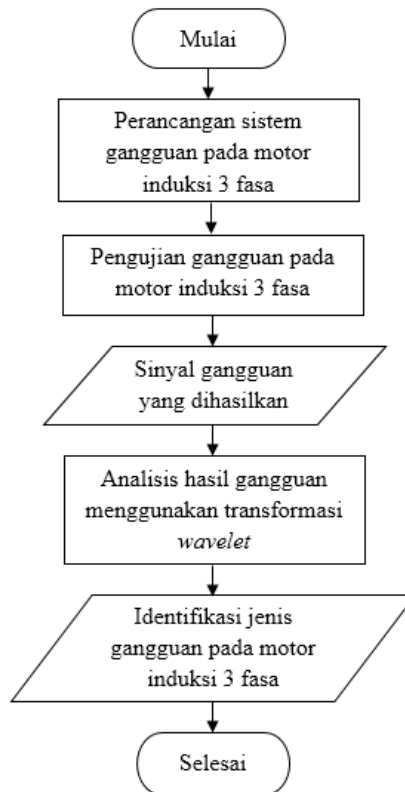 Mulai
Perancangan sistem
gangguan pada motor
induksi 3 fasa
Pengujian gangguan pada
motor induksi 3 fasa
Sinyal gangguan
yang dihasilkan
Analisis hasil gangguan
menggunakan transformasi
wavelet
Identifikasi jenis
gangguan pada motor
induksi 3 fasa
Selesai